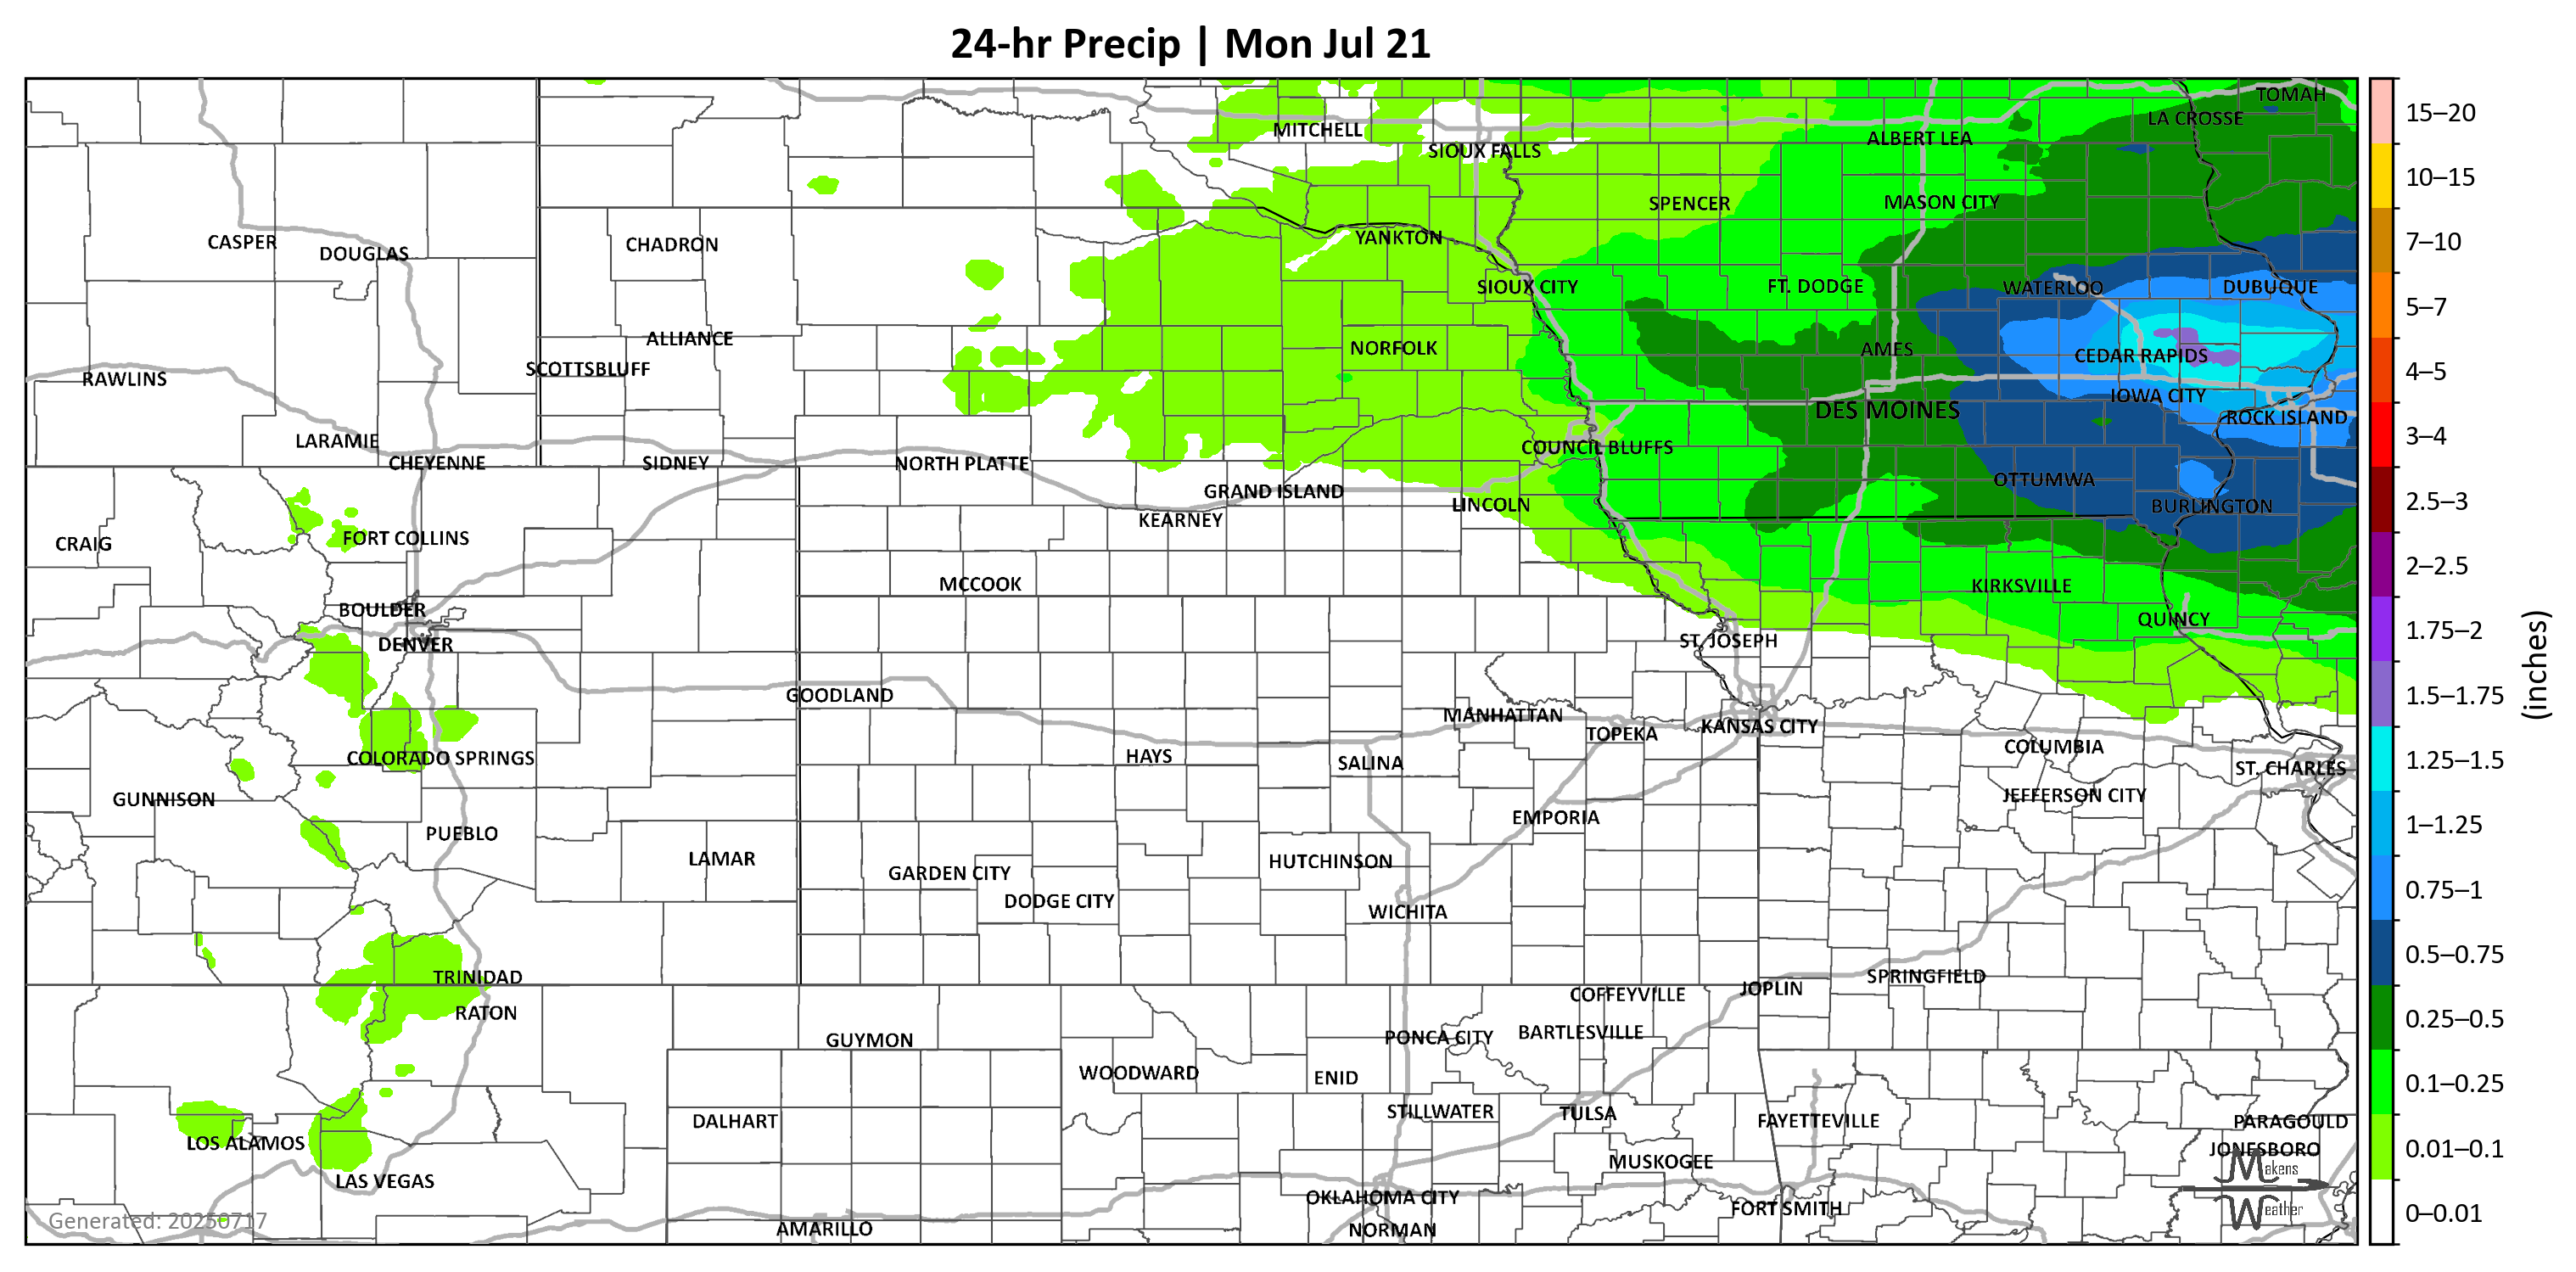 24-hr Precip | Mon Jul 21
TOMAH
LA CROSSE
MITCHELL
ALBERT LEA
SIOUX FALLS
SPENCER
MASON CITY
CASPER
DOUGLAS
CHADRON
YANKTON
SIOUX CITY
FT. DODGE
WATERLOO
DUBUQUE
ALLIANCE
NORFOLK
AMES
CEDAR RAPIDS
SCOTTSBLUFF
RAWLINS
IOWA CITY
DES MOINES
ROCK ISLAND
LARAMIE
COUNCIL BLUFFS
CHEYENNE
SIDNEY
NORTH PLATTE
OTTUMWA
GRAND ISLAND
LINCOLN
BURLINGTON
KEARNEY
CRAIG
FORT COLLINS
MCCOOK
KIRKSVILLE
BOULDER
QUINCY
DENVER
ST. JOSEPH
GOODLAND
MANHATTAN
TOPEKA
KANSAS CITY
COLORADO SPRINGS
HAYS
SALINA
COLUMBIA
ST. CHARLES
GUNNISON
JEFFERSON CITY
EMPORIA
PUEBLO
LAMAR
HUTCHINSON
GARDEN CITY
DODGE CITY
WICHITA
TRINIDAD
SPRINGFIELD
COFFEYVILLE
JOPLIN
RATON
GUYMON
PONCA CITY
BARTLESVILLE
WOODWARD
ENID
DALHART
STILLWATER
TULSA
FAYETTEVILLE
PARAGOULD
LOS ALAMOS
JONESBORO
MUSKOGEE
LAS VEGAS
OKLAHOMA CITY
FORT SMITH
AMARILLO
NORMAN
Generated: 20250717
Makens
Weather
15–20
10–15
7–10
5–7
4–5
3–4
2.5–3
2–2.5
1.75–2
1.5–1.75
1.25–1.5
1–1.25
0.75–1
0.5–0.75
0.25–0.5
0.1–0.25
0.01–0.1
0–0.01
(inches)